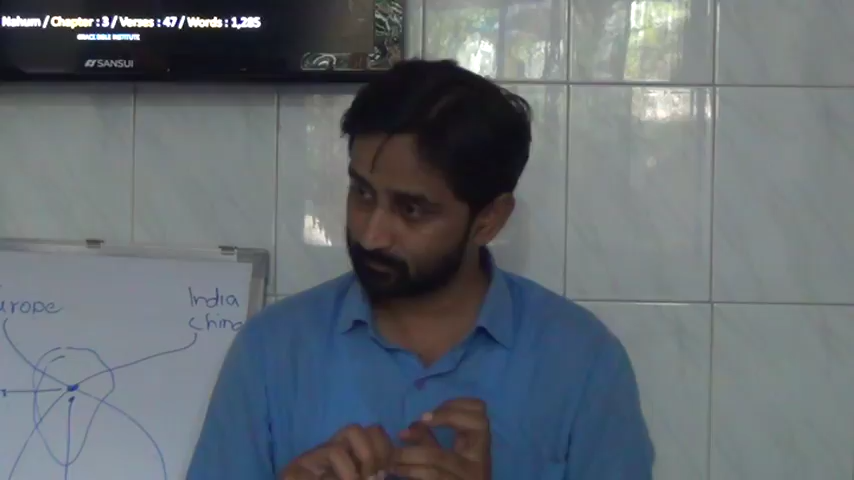 Nahum / Chapter : 3 / Verses : 47 / Words : 1,285
GRACE BIBLE INSTITUTE
SANSUI
urope
India
China